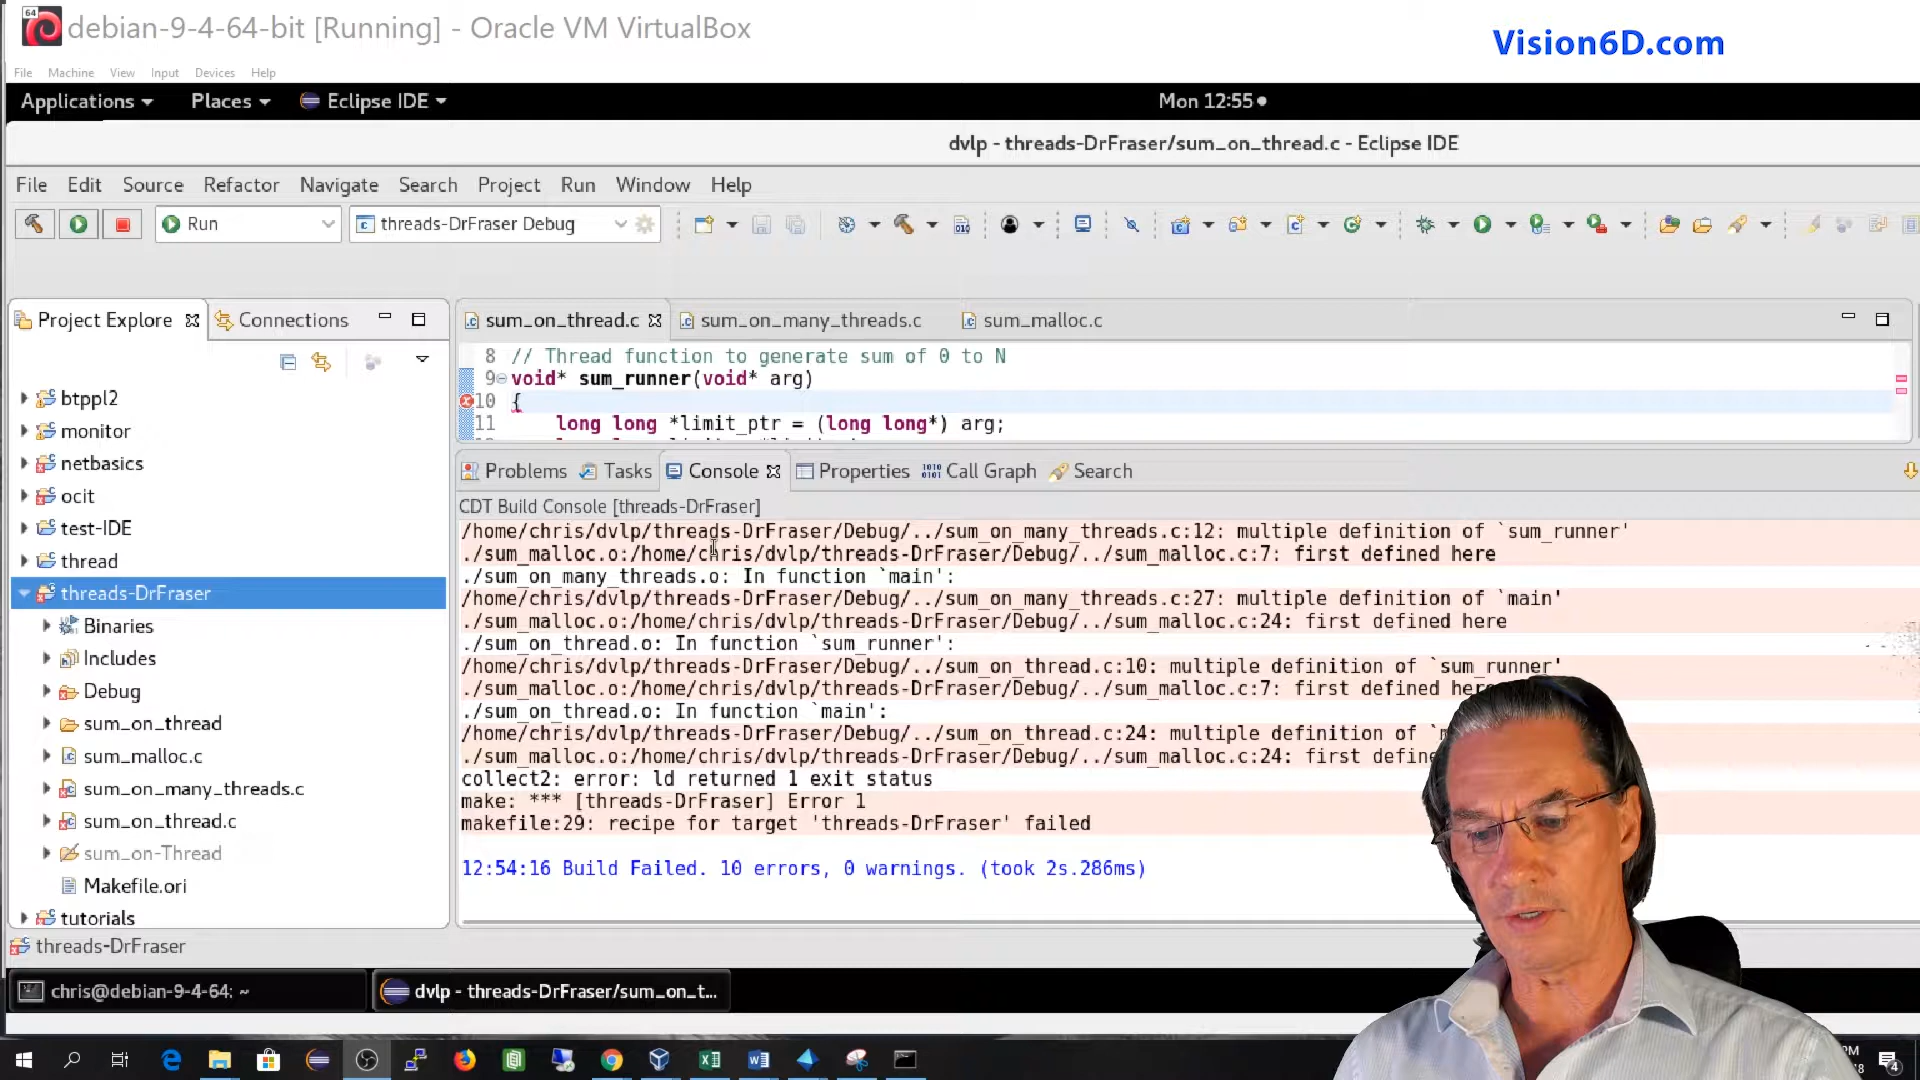 64
debian-9-4-64-bit [Running] - Oracle VM VirtualBox
Vision6D.com
File Machine View Input Devices Help
Applications Places Eclipse IDE Mon 12:55
dvlp - threads-DrFraser/sum_on_thread.c - Eclipse IDE
File Edit Source Refactor Navigate Search Project Run Window Help
Run threads-DrFraser Debug
Project Explore Connections
sum_on_thread.c sum_on_many_threads.c sum_malloc.c
8 // Thread function to generate sum of 0 to N
9 void* sum_runner(void* arg)
10 {
11 long long *limit_ptr = (long long*) arg;
btppl2
monitor
netbasics
ocit
test-IDE
thread
threads-DrFraser
Binaries
Includes
Debug
sum_on_thread
sum_malloc.c
sum_on_many_threads.c
sum_on_thread.c
sum_on-Thread
Makefile.ori
tutorials
Problems Tasks Console Properties Call Graph Search
CDT Build Console [threads-DrFraser]
/home/chris/dvlp/threads-DrFraser/Debug/../sum_on_many_threads.c:12: multiple definition of `sum_runner'
./sum_malloc.o:/home/chris/dvlp/threads-DrFraser/Debug/../sum_malloc.c:7: first defined here
./sum_on_many_threads.o: In function `main':
/home/chris/dvlp/threads-DrFraser/Debug/../sum_on_many_threads.c:27: multiple definition of `main'
./sum_malloc.o:/home/chris/dvlp/threads-DrFraser/Debug/../sum_malloc.c:24: first defined here
./sum_on_thread.o: In function `sum_runner':
/home/chris/dvlp/threads-DrFraser/Debug/../sum_on_thread.c:10: multiple definition of `sum_runner'
./sum_malloc.o:/home/chris/dvlp/threads-DrFraser/Debug/../sum_malloc.c:7: first defined here
./sum_on_thread.o: In function `main':
/home/chris/dvlp/threads-DrFraser/Debug/../sum_on_thread.c:24: multiple definition of
./sum_malloc.o:/home/chris/dvlp/threads-DrFraser/Debug/../sum_malloc.c:24: first
collect2: error: ld returned 1 exit status
make: *** [threads-DrFraser] Error 1
makefile:29: recipe for target 'threads-DrFraser' failed
12:54:16 Build Failed. 10 errors, 0 warnings. (took 2s.286ms)
threads-DrFraser
chris@debian-9-4-64: ~ dvlp - threads-DrFraser/sum_on_t...